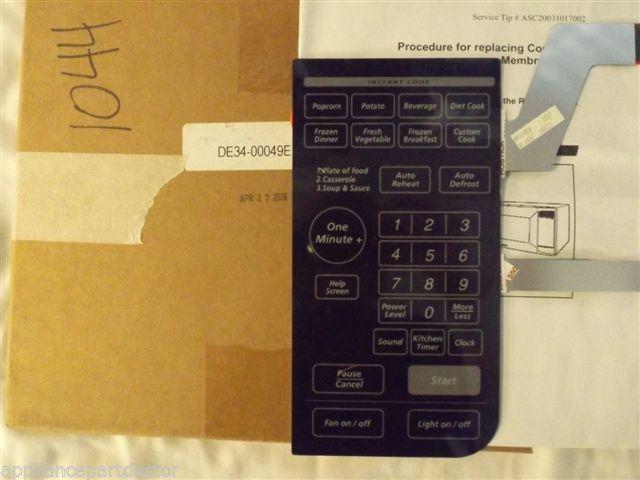 1044
DE34-00049E
APR 17 2006
Service Tip # ASC20031017002
Procedure for replacing Co
Membr
the R
INSTANT COOK
Popcorn
Potato
Beverage
Diet Cook
Frozen Dinner
Fresh Vegetable
Frozen Breakfast
Custom Cook
1.Plate of food
2.Casserole
3.Soup & Sauce
Auto Reheat
Auto Defrost
One Minute +
1 2 3
4 5 6
7 8 9
Help Screen
Power Level
0
More
Less
Sound
Kitchen Timer
Clock
Pause
Cancel
Start
Fan on / off
Light on / off
appliancepartdoctor